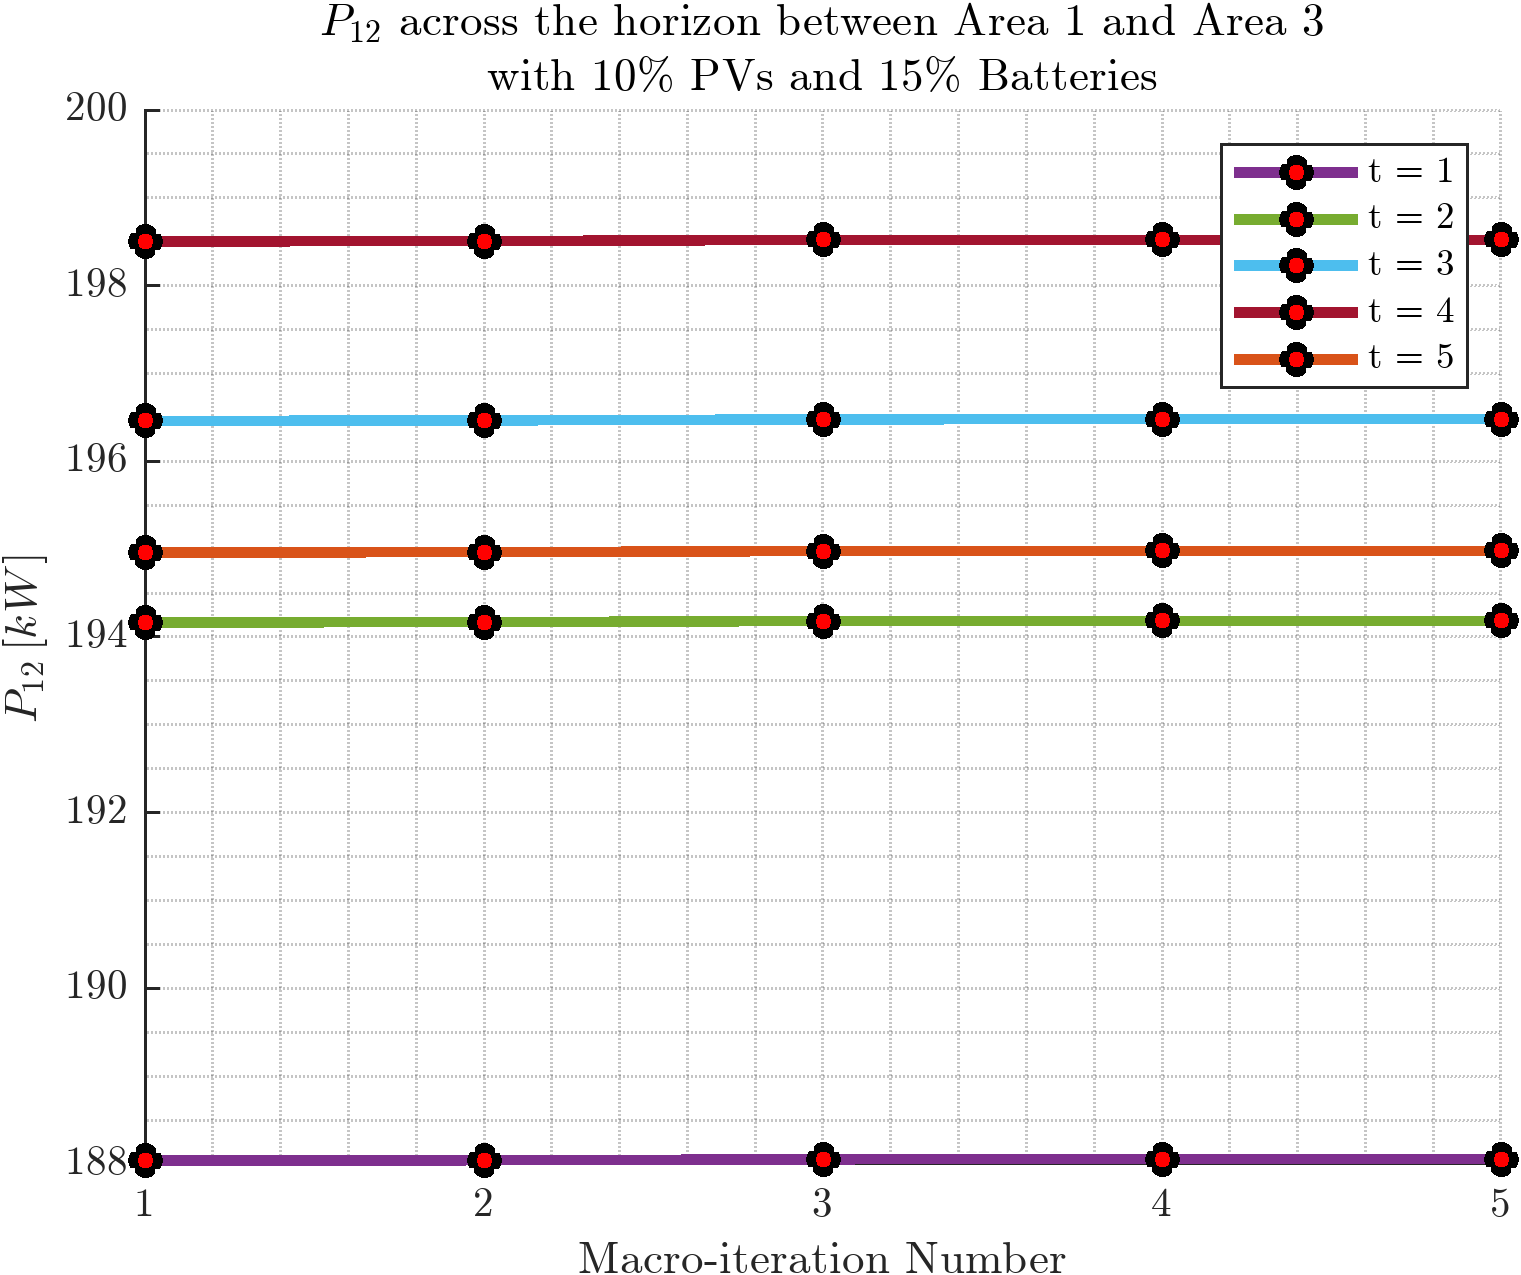 P₁₂ across the horizon between Area 1 and Area 3
with 10% PVs and 15% Batteries
200
198
196
194
192
190
188
P₁₂ [kW]
t = 1
t = 2
t = 3
t = 4
t = 5
1 2 3 4 5
Macro-iteration Number